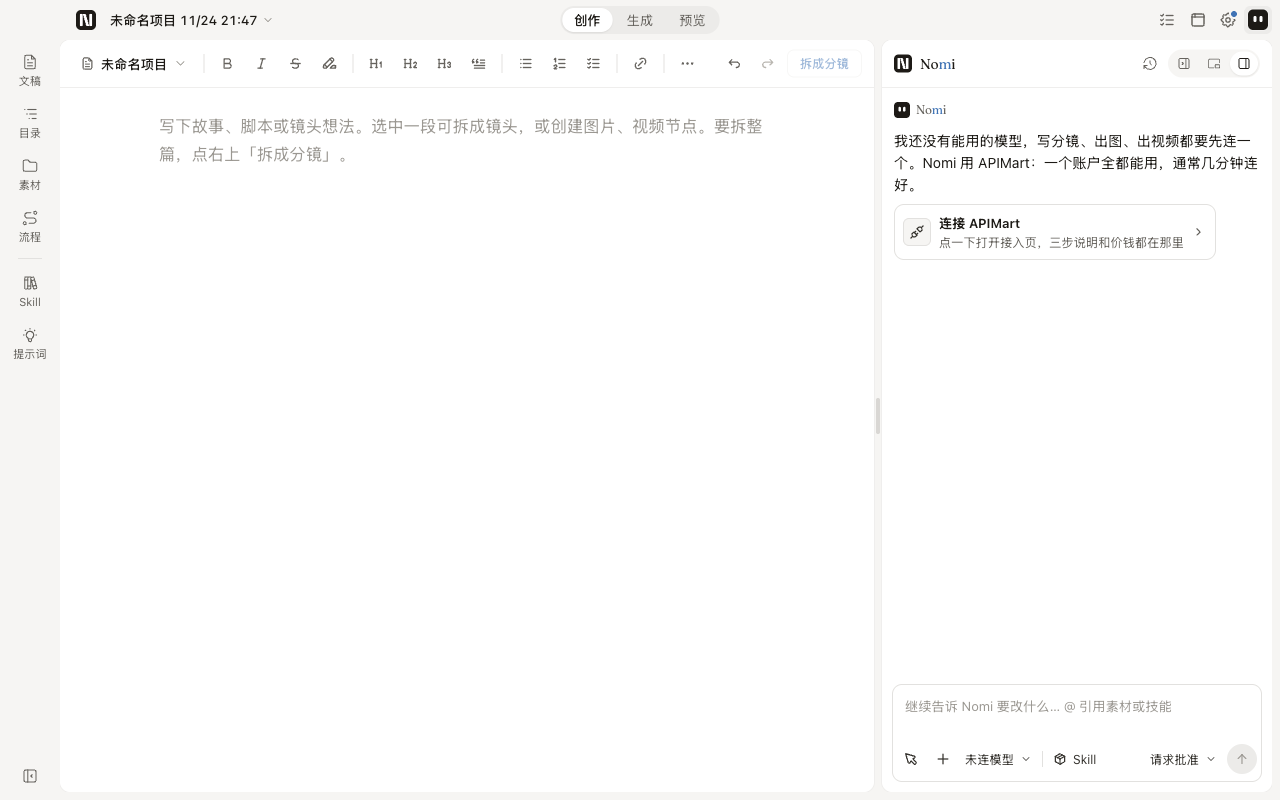 未命名项目 11/24 21:47
创作
生成
预览
文稿
目录
素材
流程
Skill
提示词
未命名项目
B
I
S
H1
H2
H3
拆成分镜
写下故事、脚本或镜头想法。选中一段可拆成镜头，或创建图片、视频节点。要拆整
篇，点右上「拆成分镜」。
Nomi
Nomi
我还没有能用的模型，写分镜、出图、出视频都要先连一
个。Nomi 用 APIMart：一个账户全都能用，通常几分钟连
好。
连接 APIMart
点一下打开接入页，三步说明和价钱都在那里
继续告诉 Nomi 要改什么... @ 引用素材或技能
未连模型
Skill
请求批准